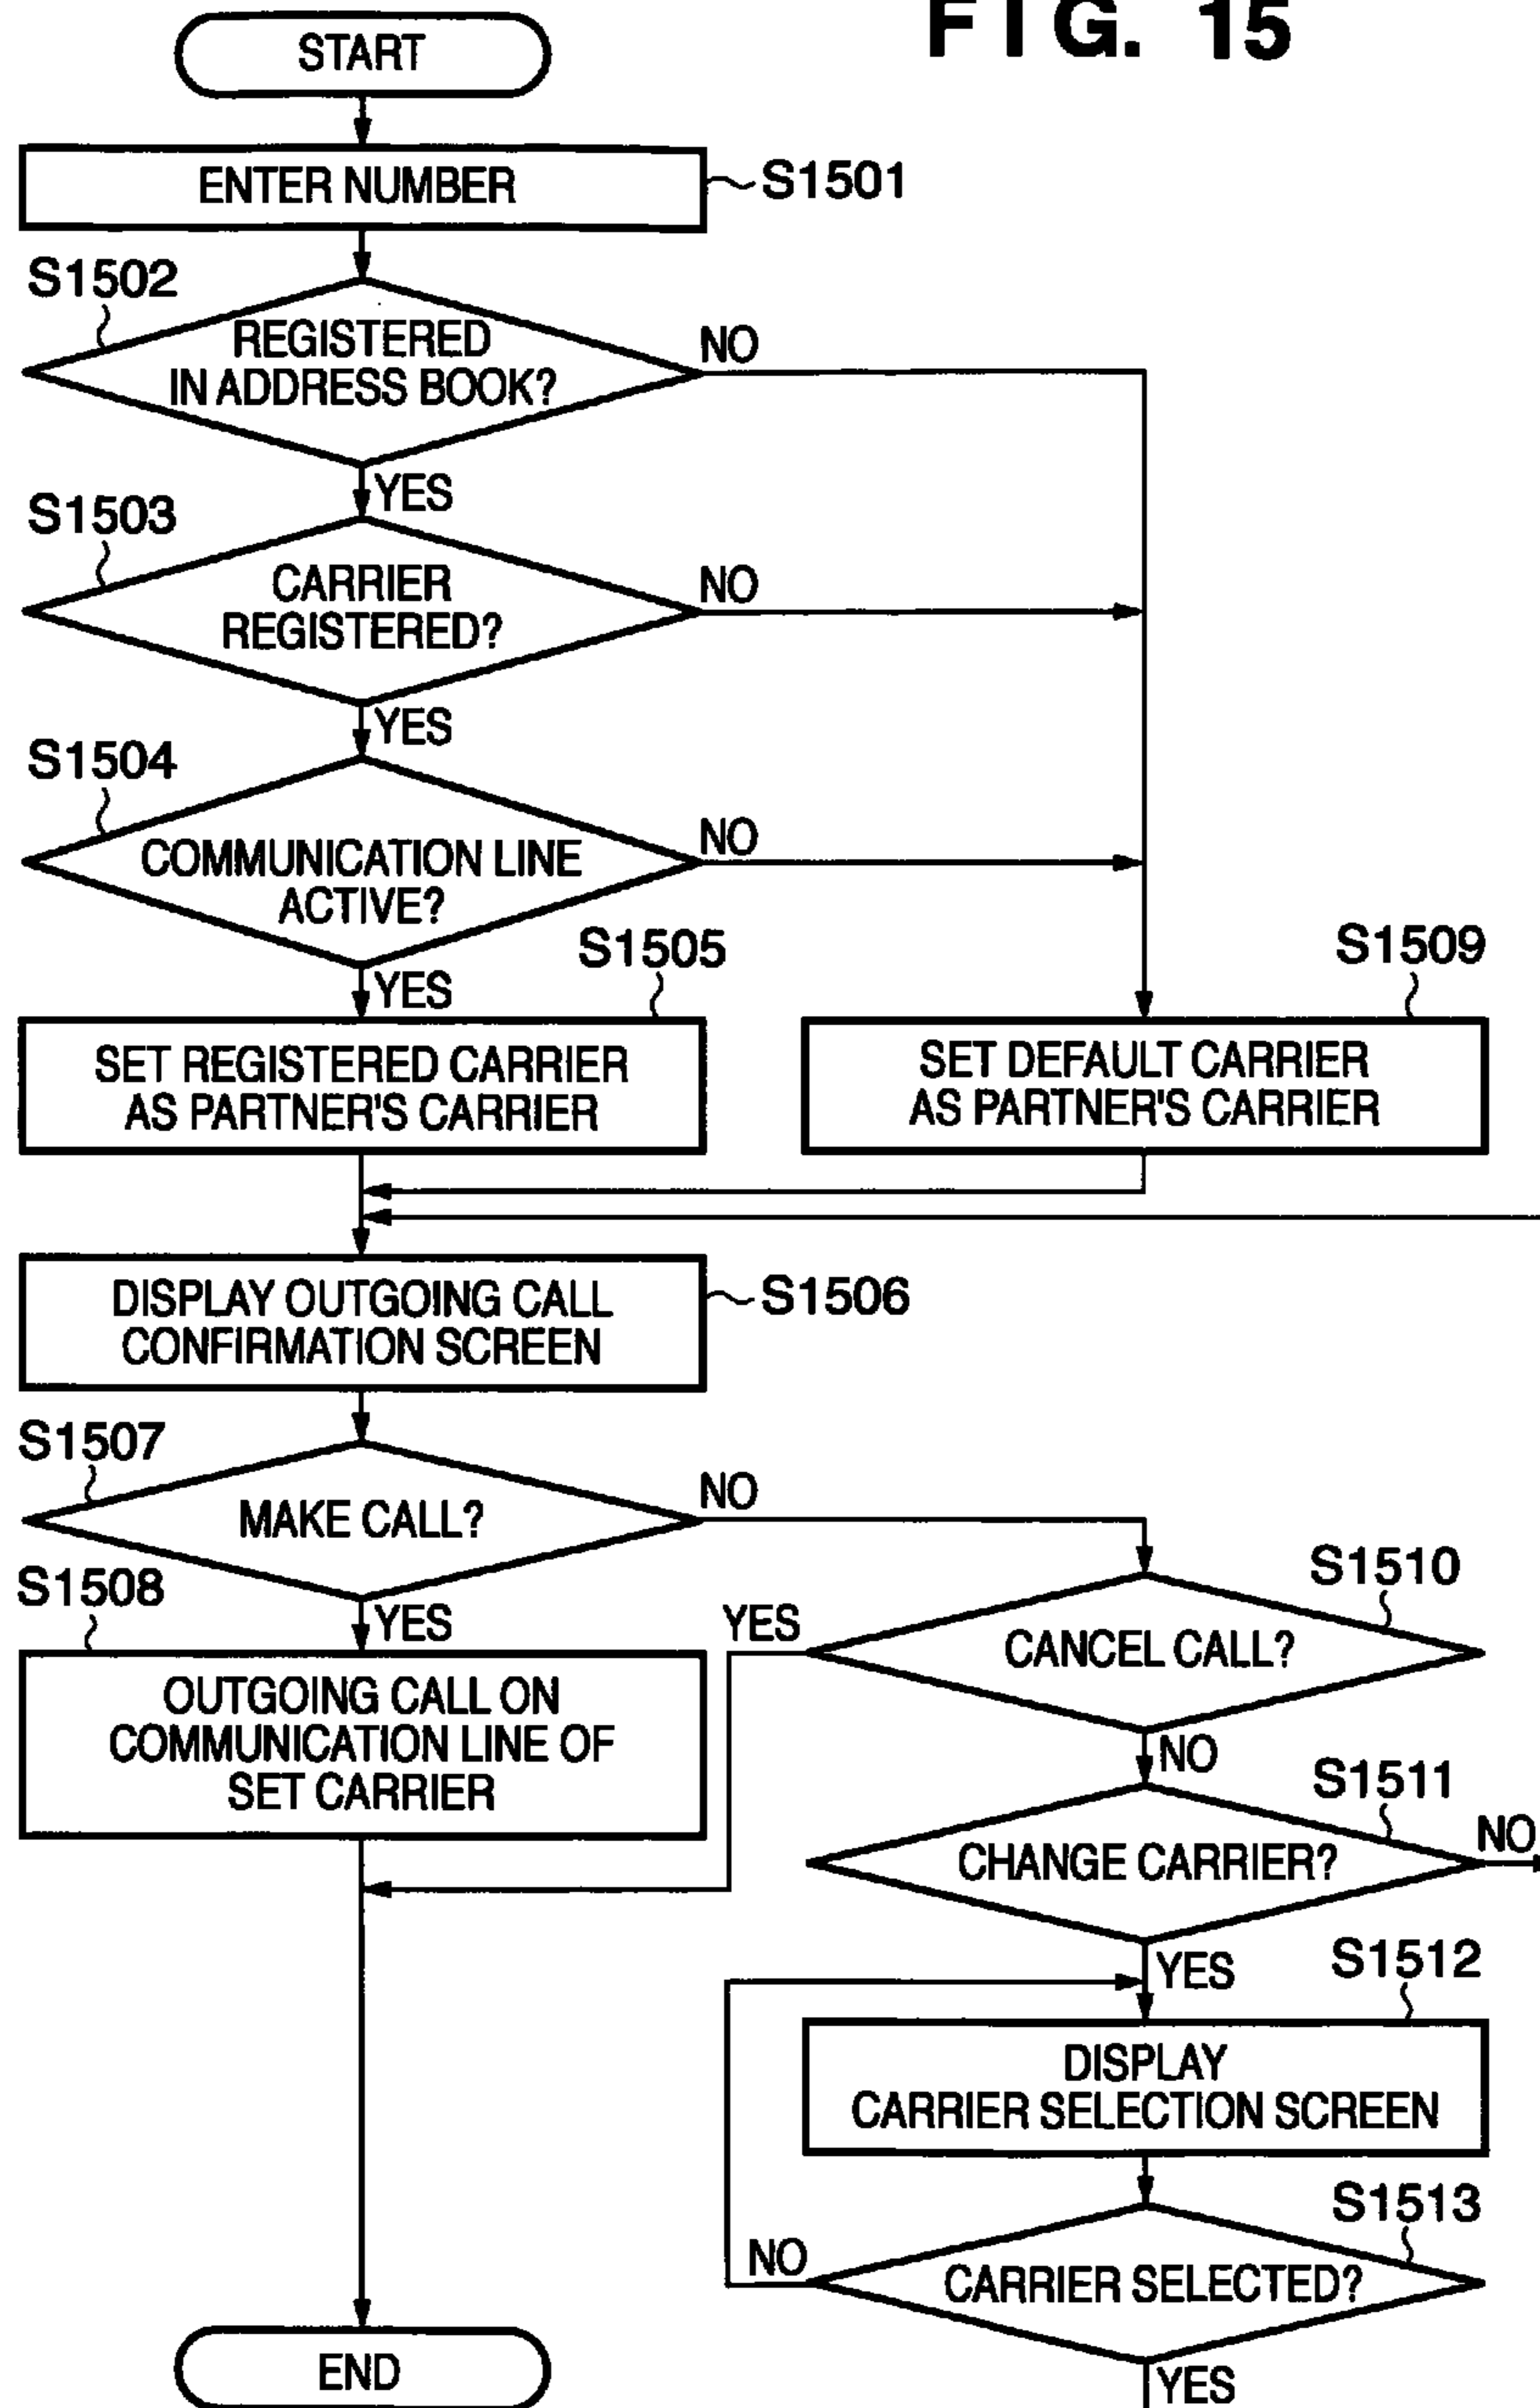 FIG. 15
START
ENTER NUMBER
S1501
S1502
REGISTERED
IN ADDRESS BOOK?
NO
YES
S1503
CARRIER
REGISTERED?
NO
YES
S1504
COMMUNICATION LINE
ACTIVE?
NO
YES
S1505
SET REGISTERED CARRIER
AS PARTNER'S CARRIER
S1509
SET DEFAULT CARRIER
AS PARTNER'S CARRIER
DISPLAY OUTGOING CALL
CONFIRMATION SCREEN
S1506
S1507
MAKE CALL?
NO
YES
S1508
OUTGOING CALL ON
COMMUNICATION LINE OF
SET CARRIER
S1510
CANCEL CALL?
YES
NO
S1511
CHANGE CARRIER?
NO
YES
S1512
DISPLAY
CARRIER SELECTION SCREEN
S1513
CARRIER SELECTED?
NO
YES
END